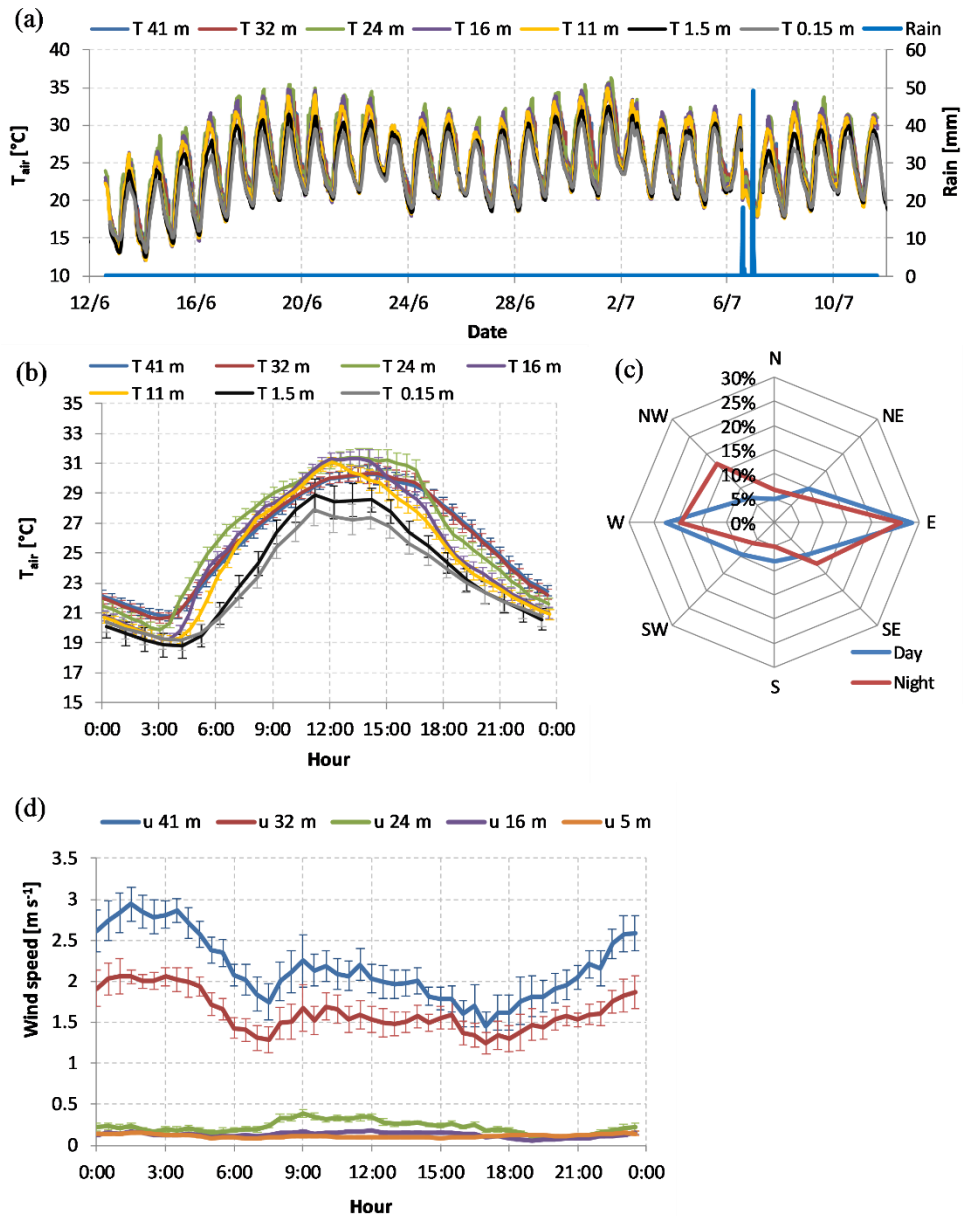 (a)
T 41 m T 32 m T 24 m T 16 m T 11 m T 1.5 m T 0.15 m Rain
40
35
30
25
20
15
10
Tair [°C]
60
50
40
30
20
10
0
Rain (mm)
12/6 16/6 20/6 24/6 28/6 2/7 6/7 10/7
Date
(b)
T 41 m T 32 m T 24 m T 16 m
T 11 m T 1.5 m T 0.15 m
35
33
31
29
27
25
23
21
19
17
15
Tair [°C]
0:00 3:00 6:00 9:00 12:00 15:00 18:00 21:00 0:00
Hour
(c)
N
NE
E
SE
S
SW
W
NW
30%
25%
20%
15%
10%
5%
0%
Day
Night
(d)
u 41 m u 32 m u 24 m u 16 m u 5 m
3.5
3
2.5
2
1.5
1
0.5
0
Wind speed [m s⁻¹]
0:00 3:00 6:00 9:00 12:00 15:00 18:00 21:00 0:00
Hour